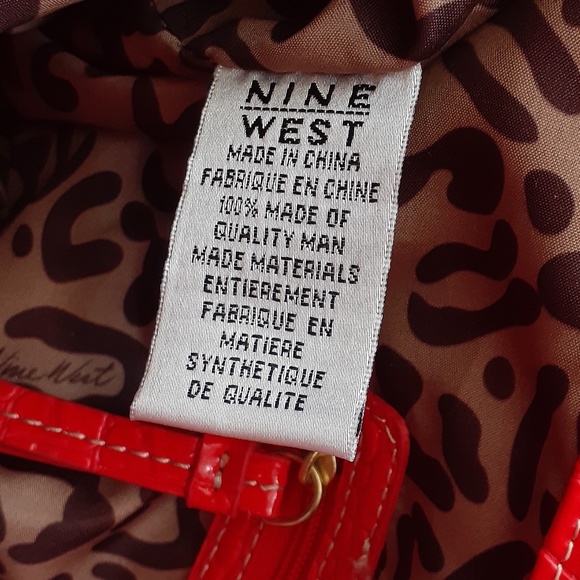 NINE
WEST
MADE IN CHINA
FABRIQUE EN CHINE
100% MADE OF
QUALITY MAN
MADE MATERIALS
ENTIEREMENT
FABRIQUE EN
MATIERE
SYNTHETIQUE
DE QUALITE
Nine West